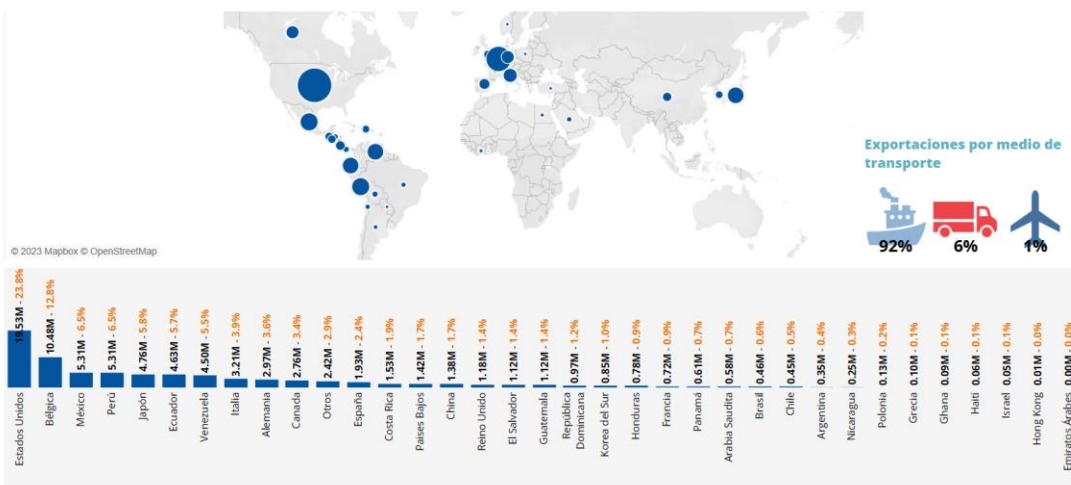 Exportaciones por medio de
transporte
92%
6%
1%
© 2023 Mapbox © OpenStreetMap
19.53M - 23.8%
10.48M - 12.8%
5.31M - 6.5%
5.31M - 6.5%
4.76M - 5.8%
4.63M - 5.7%
4.50M - 5.5%
3.21M - 3.9%
2.97M - 3.6%
2.76M - 3.4%
2.42M - 2.9%
1.93M - 2.4%
1.53M - 1.9%
1.42M - 1.7%
1.38M - 1.7%
1.18M - 1.4%
1.12M - 1.4%
1.12M - 1.4%
0.97M - 1.2%
0.85M - 1.0%
0.78M - 0.9%
0.72M - 0.9%
0.61M - 0.7%
0.58M - 0.7%
0.46M - 0.6%
0.45M - 0.5%
0.35M - 0.4%
0.25M - 0.3%
0.13M - 0.2%
0.10M - 0.1%
0.09M - 0.1%
0.06M - 0.1%
0.05M - 0.1%
0.01M - 0.0%
0.00M - 0.0%
Estados Unidos
Bélgica
México
Perú
Japón
Ecuador
Venezuela
Italia
Alemania
Canada
Otros
España
Costa Rica
Países Bajos
China
Reino Unido
El Salvador
Guatemala
República
Dominicana
Korea del Sur
Honduras
Francia
Panamá
Arabia Saudita
Brasil
Chile
Argentina
Nicaragua
Polonia
Grecia
Ghana
Haití
Israel
Hong Kong
Emiratos Árabes